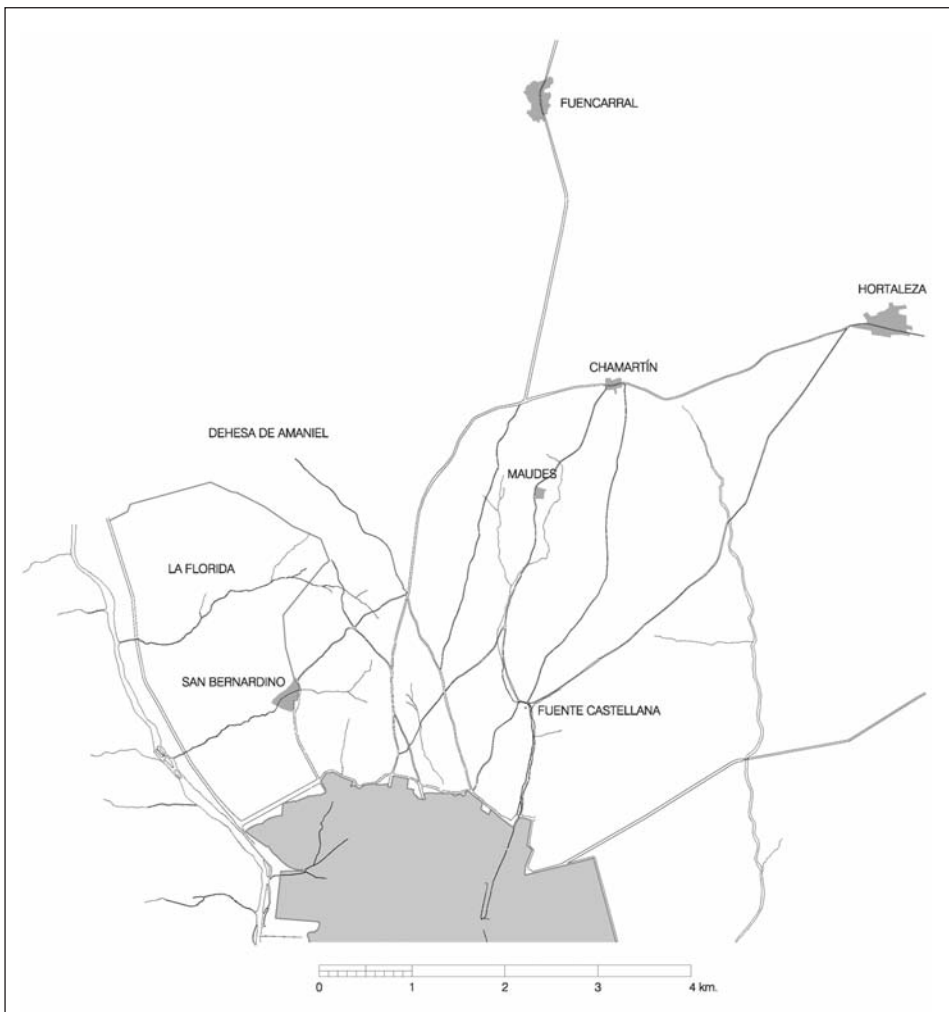 FUENCARRAL
HORTALEZA
CHAMARTÍN
DEHESA DE AMANIEL
MAUDES
LA FLORIDA
SAN BERNARDINO
FUENTE CASTELLANA
0 1 2 3 4 km.